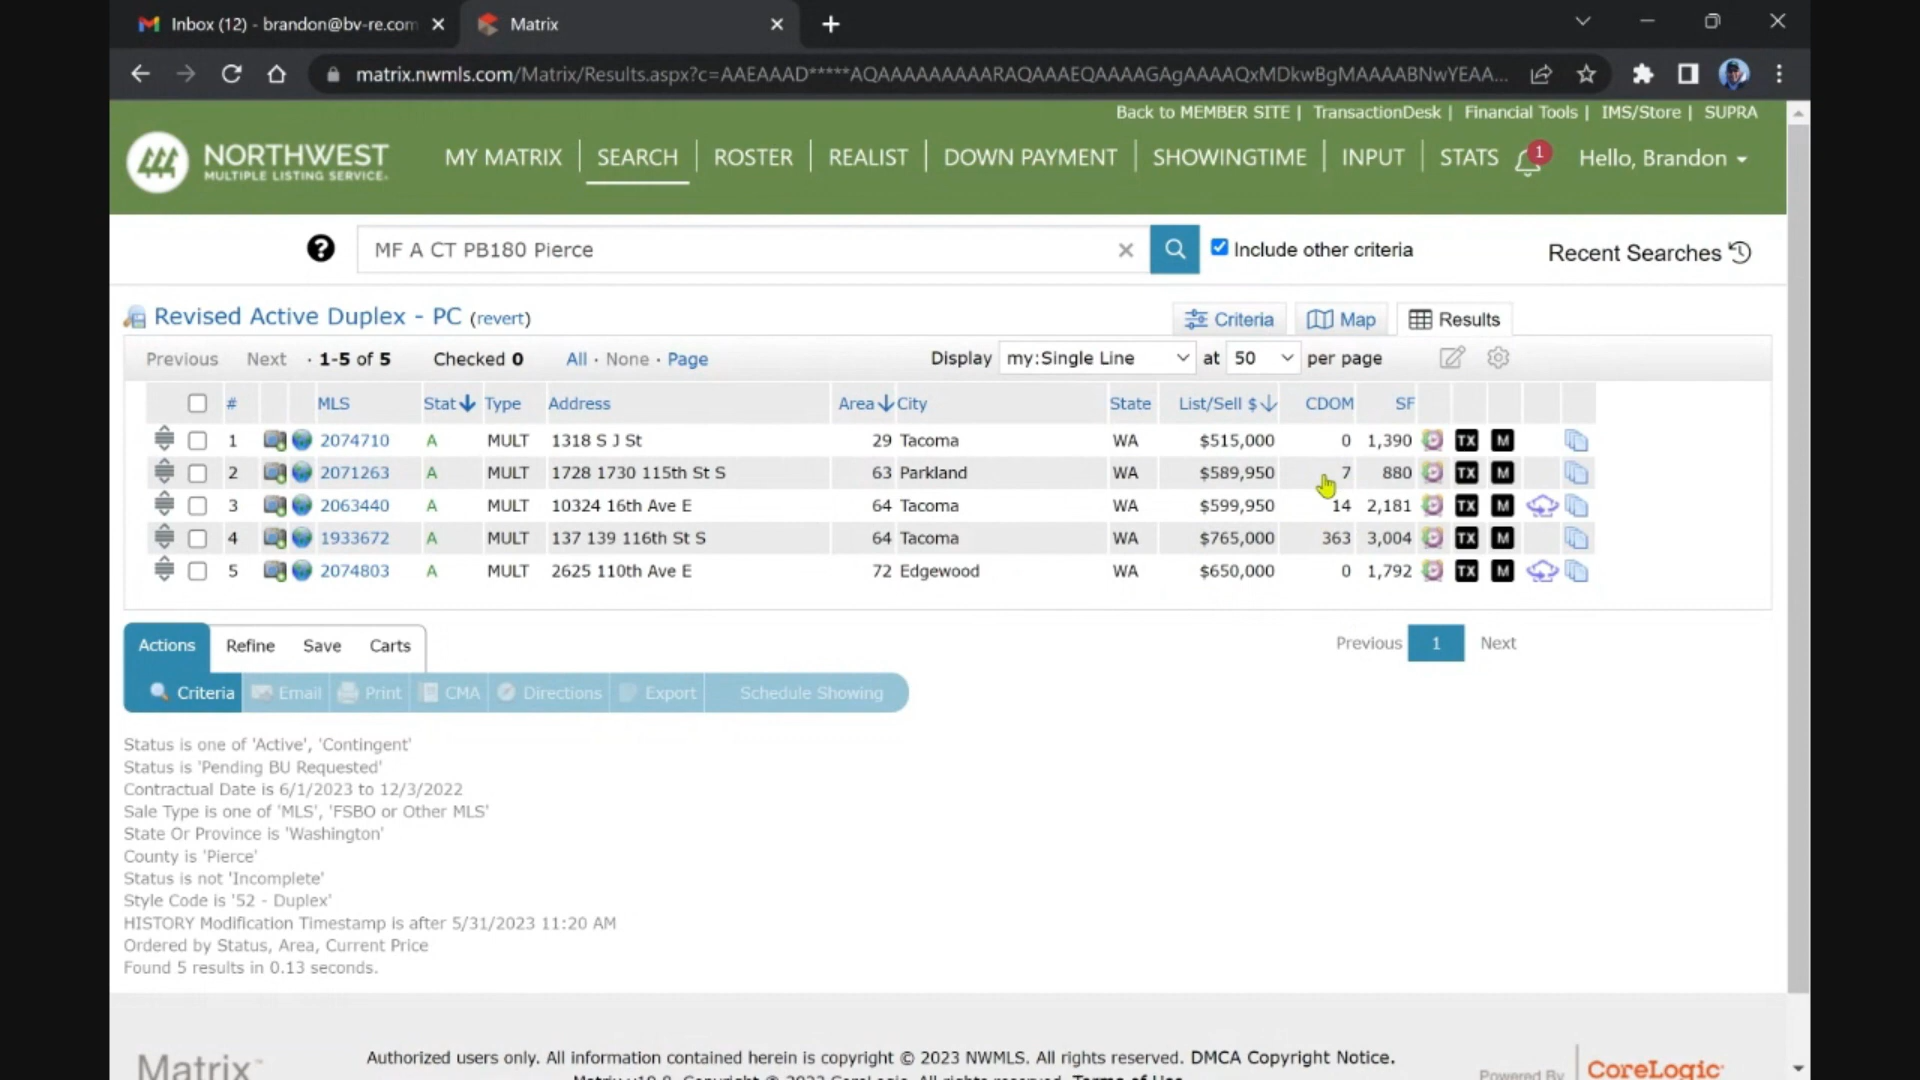 Inbox (12) - brandon@bv-re.com
Matrix
matrix.nwmls.com/Matrix/Results.aspx?c=AAEAAAD*****AQAAAAAAAAARAQAAAEQAAAAGAgAAAAQxMDkwBgMAAAABNwYEAA...
Back to MEMBER SITE | TransactionDesk | Financial Tools | IMS/Store | SUPRA
NORTHWEST
MULTIPLE LISTING SERVICE
MY MATRIX SEARCH ROSTER REALIST DOWN PAYMENT SHOWINGTIME INPUT STATS 1 Hello, Brandon
? MF A CT PB180 Pierce Include other criteria Recent Searches
Revised Active Duplex - PC (revert) Criteria Map Results
Previous Next · 1-5 of 5 Checked 0 All · None · Page Display my:Single Line at 50 per page
# MLS Stat Type Address Area City State List/Sell $ CDOM SF
1 2074710 A MULT 1318 S J St 29 Tacoma WA $515,000 0 1,390 TX M
2 2071263 A MULT 1728 1730 115th St S 63 Parkland WA $589,950 7 880 TX M
3 2063440 A MULT 10324 16th Ave E 64 Tacoma WA $599,950 14 2,181 TX M
4 1933672 A MULT 137 139 116th St S 64 Tacoma WA $765,000 363 3,004 TX M
5 2074803 A MULT 2625 110th Ave E 72 Edgewood WA $650,000 0 1,792 TX M
Actions Refine Save Carts Previous 1 Next
Criteria Email Print CMA Directions Export Schedule Showing
Status is one of 'Active', 'Contingent'
Status is 'Pending BU Requested'
Contractual Date is 6/1/2023 to 12/3/2022
Sale Type is one of 'MLS', 'FSBO or Other MLS'
State Or Province is 'Washington'
County is 'Pierce'
Status is not 'Incomplete'
Style Code is '52 - Duplex'
HISTORY Modification Timestamp is after 5/31/2023 11:20 AM
Ordered by Status, Area, Current Price
Found 5 results in 0.13 seconds.
Matrix™ Authorized users only. All information contained herein is copyright © 2023 NWMLS. All rights reserved. DMCA Copyright Notice.
Powered By CoreLogic